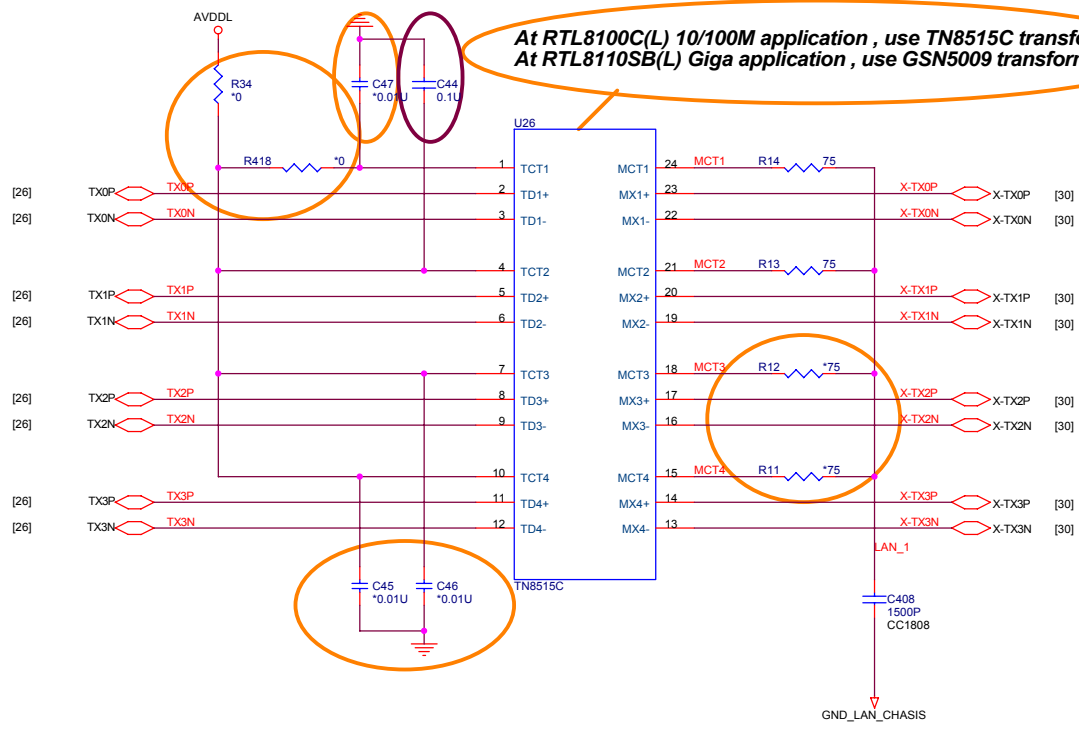 AVDDL
At RTL8100C(L) 10/100M application , use TN8515C transfo
At RTL8110SB(L) Giga application , use GSN5009 transform
R34
*0
C47
*0.01U
C44
0.1U
U26
R418 *0
1 TCT1 MCT1 24 MCT1 R14 75
[26] TX0P TX0P 2 TD1+ MX1+ 23 X-TX0P X-TX0P [30]
[26] TX0N TX0N 3 TD1- MX1- 22 X-TX0N X-TX0N [30]
4 TCT2 MCT2 21 MCT2 R13 75
[26] TX1P TX1P 5 TD2+ MX2+ 20 X-TX1P X-TX1P [30]
[26] TX1N TX1N 6 TD2- MX2- 19 X-TX1N X-TX1N [30]
7 TCT3 MCT3 18 MCT3 R12 *75
[26] TX2P TX2P 8 TD3+ MX3+ 17 X-TX2P X-TX2P [30]
[26] TX2N TX2N 9 TD3- MX3- 16 X-TX2N X-TX2N [30]
10 TCT4 MCT4 15 MCT4 R11 *75
[26] TX3P TX3P 11 TD4+ MX4+ 14 X-TX3P X-TX3P [30]
[26] TX3N TX3N 12 TD4- MX4- 13 X-TX3N X-TX3N [30]
LAN_1
TN8515C
C45
*0.01U
C46
*0.01U
C408
1500P
CC1808
GND_LAN_CHASIS